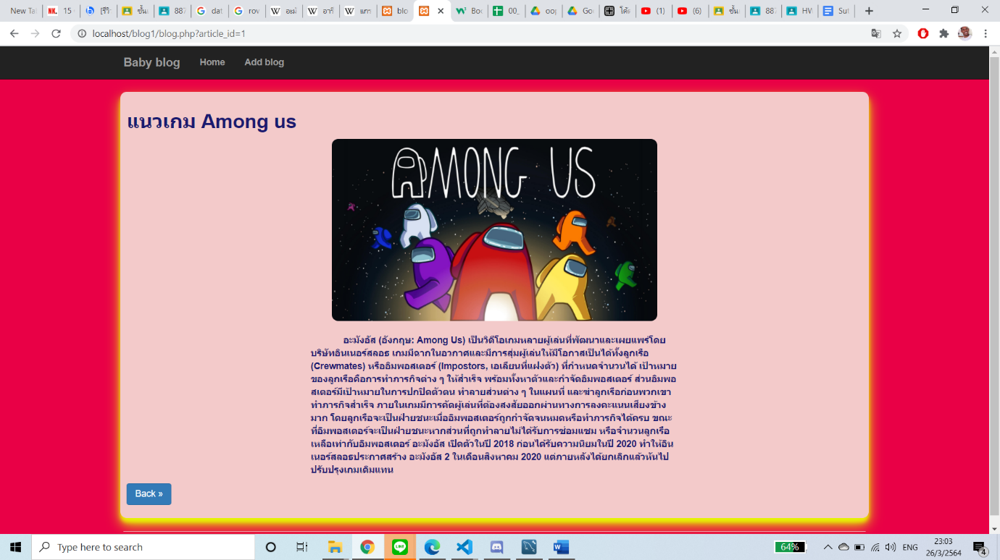 New Tal
15
(รีวิ
ชั้น
887
dat
rov
อะมั
อารี
แกร
blo
Boo
00_
oop
Goo
โค้ด
(1)
(6)
ชั้น
887
HW
Sut
localhost/blog1/blog.php?article_id=1
Baby blog Home Add blog
แนวเกม Among us
AMONG US
อะมังอัส (อังกฤษ: Among Us) เป็นวิดีโอเกมหลายผู้เล่นที่พัฒนาและเผยแพร่โดย
บริษัทอินเนอร์สลอธ เกมมีฉากในอวกาศและมีการสุ่มผู้เล่นให้มีโอกาสเป็นได้ทั้งลูกเรือ
(Crewmates) หรืออิมพอสเตอร์ (Impostors, เอเลียนที่แฝงตัว) ที่กำหนดจำนวนได้ เป้าหมาย
ของลูกเรือคือการทำภารกิจต่าง ๆ ให้สำเร็จ พร้อมทั้งหาตัวและกำจัดอิมพอสเตอร์ ส่วนอิมพอ
สเตอร์มีเป้าหมายในการปกปิดตัวตน ทำลายส่วนต่าง ๆ ในแผนที่ และฆ่าลูกเรือก่อนพวกเขา
ทำภารกิจสำเร็จ ภายในเกมมีการคัดผู้เล่นที่ต้องสงสัยออกผ่านทางการลงคะแนนเสียงข้าง
มาก โดยลูกเรือจะเป็นฝ่ายชนะเมื่ออิมพอสเตอร์ถูกกำจัดจนหมดหรือทำภารกิจได้ครบ ขณะ
ที่อิมพอสเตอร์จะเป็นฝ่ายชนะหากส่วนที่ถูกทำลายไม่ได้รับการซ่อมแซม หรือจำนวนลูกเรือ
เหลือเท่ากับอิมพอสเตอร์ อะมังอัส เปิดตัวในปี 2018 ก่อนได้รับความนิยมในปี 2020 ทำให้อิน
เนอร์สลอธประกาศสร้าง อะมังอัส 2 ในเดือนสิงหาคม 2020 แต่ภายหลังได้ยกเลิกแล้วหันไป
ปรับปรุงเกมเดิมแทน
Back »
Type here to search
64%
ENG
23:03
26/3/2564
4